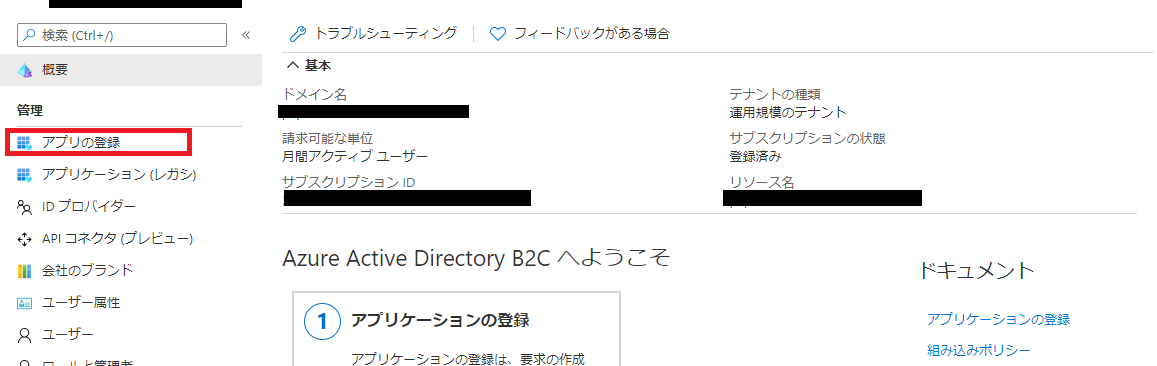 検索 (Ctrl+/)
«
概要
管理
アプリの登録
アプリケーション (レガシ)
ID プロバイダー
API コネクタ (プレビュー)
会社のブランド
ユーザー属性
ユーザー
ロールと管理者
トラブルシューティング
フィードバックがある場合
基本
ドメイン名
請求可能な単位
月間アクティブ ユーザー
サブスクリプション ID
テナントの種類
運用規模のテナント
サブスクリプションの状態
登録済み
リソース名
Azure Active Directory B2C へようこそ
1 アプリケーションの登録
アプリケーションの登録は、要求の作成
ドキュメント
アプリケーションの登録
組み込みポリシー